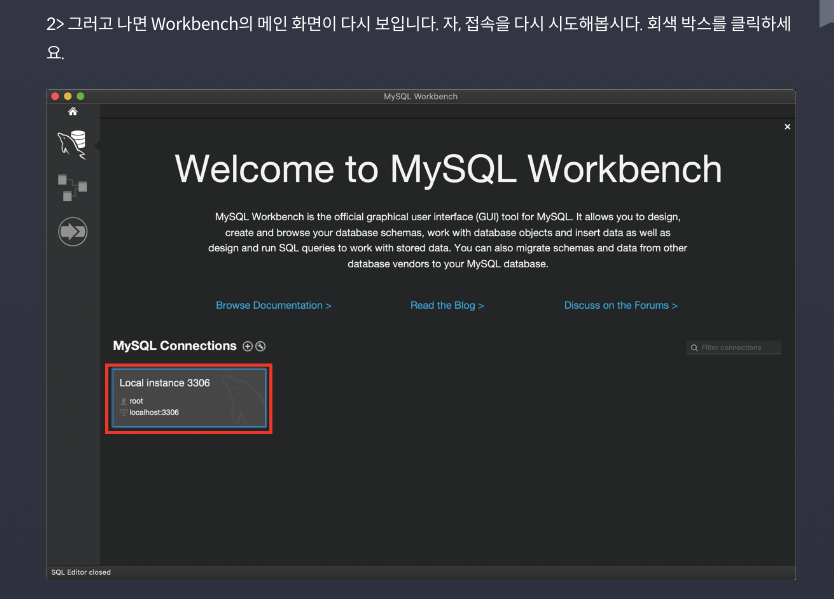 2> 그러고 나면 Workbench의 메인 화면이 다시 보입니다. 자, 접속을 다시 시도해봅시다. 회색 박스를 클릭하세
요.
MySQL Workbench
Welcome to MySQL Workbench
MySQL Workbench is the official graphical user interface (GUI) tool for MySQL. It allows you to design,
create and browse your database schemas, work with database objects and insert data as well as
design and run SQL queries to work with stored data. You can also migrate schemas and data from other
database vendors to your MySQL database.
Browse Documentation >
Read the Blog >
Discuss on the Forums >
MySQL Connections
Filter connections
Local instance 3306
root
localhost:3306
SQL Editor closed